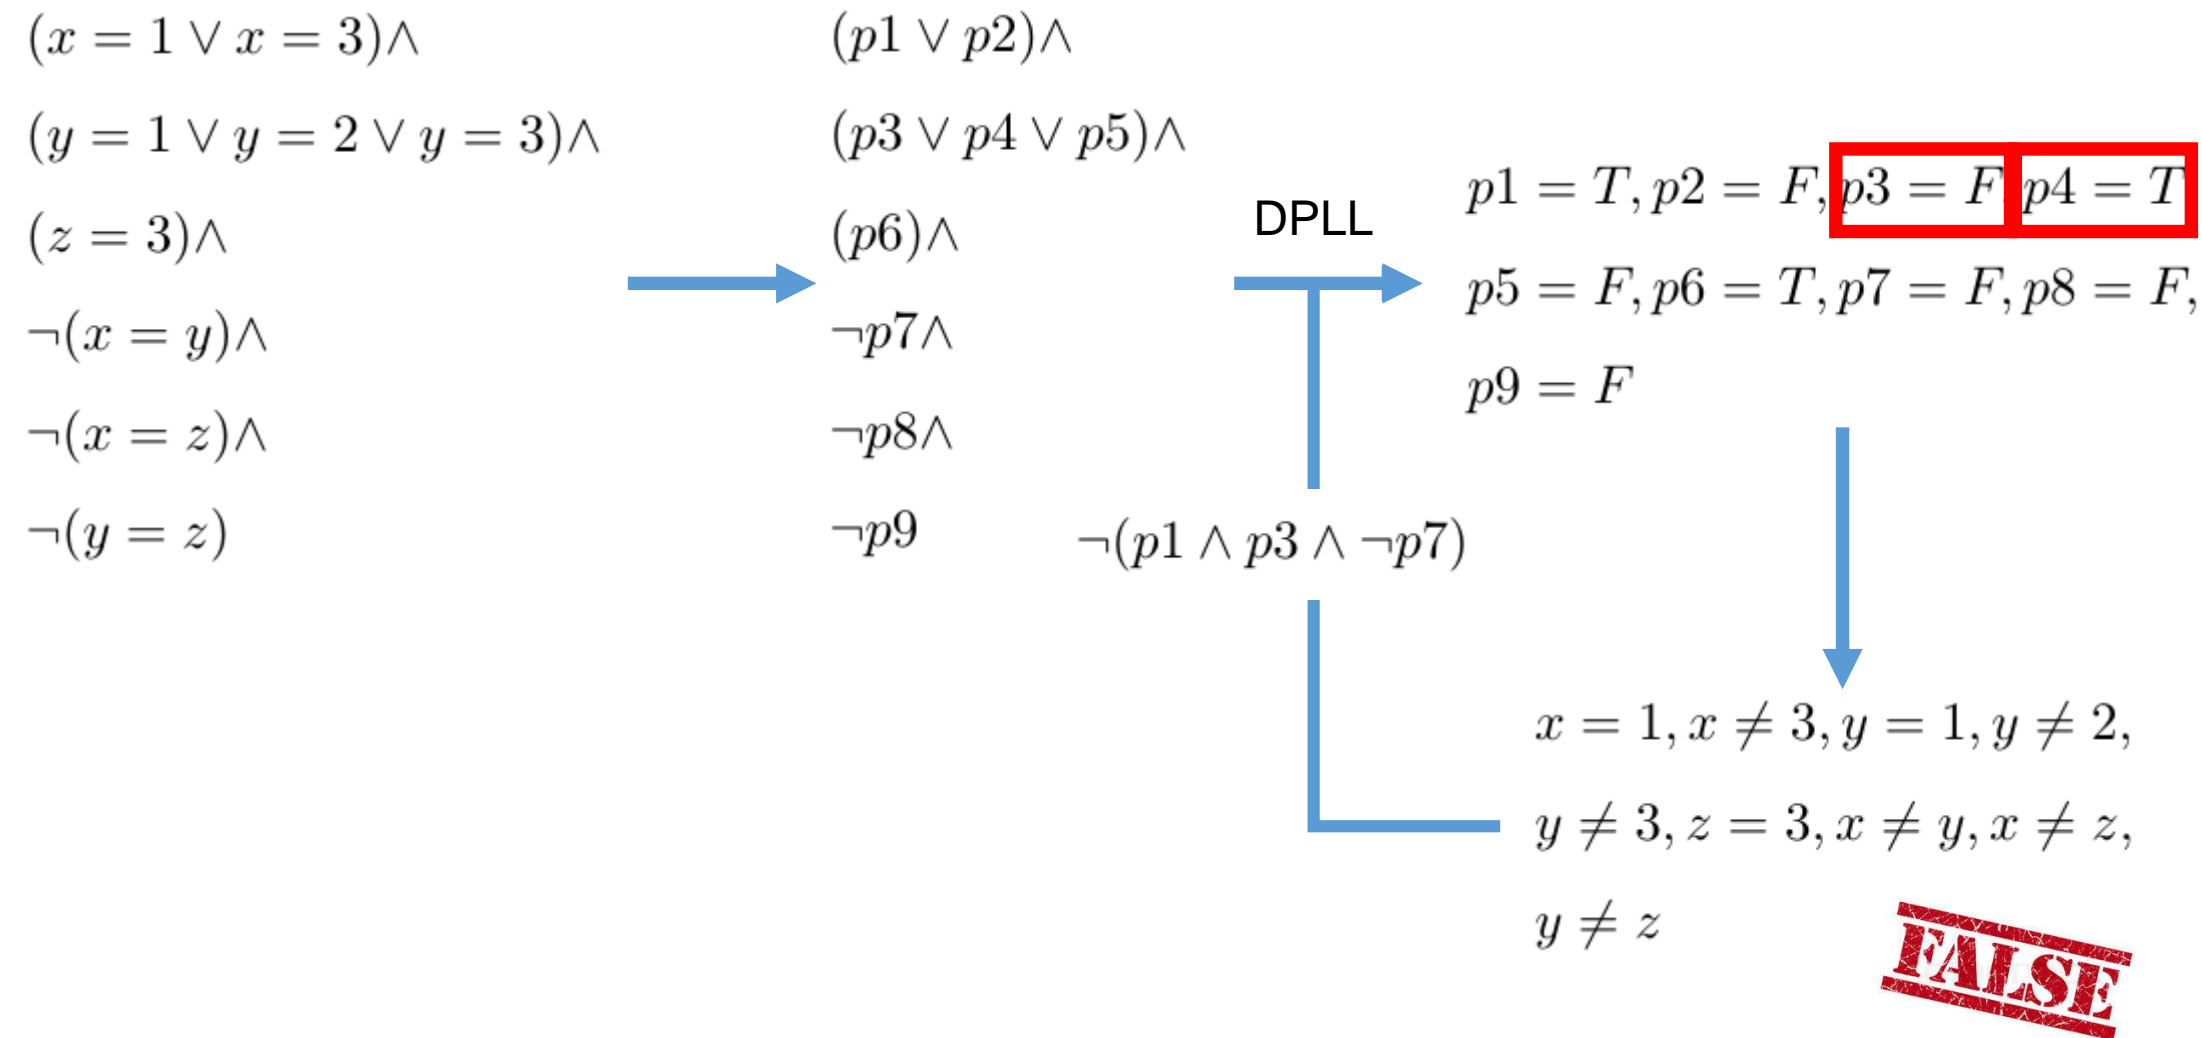 (x = 1 ∨ x = 3)∧
(y = 1 ∨ y = 2 ∨ y = 3)∧
(z = 3)∧
¬(x = y)∧
¬(x = z)∧
¬(y = z)
(p1 ∨ p2)∧
(p3 ∨ p4 ∨ p5)∧
(p6)∧
¬p7∧
¬p8∧
¬p9
DPLL
¬(p1 ∧ p3 ∧ ¬p7)
p1 = T, p2 = F, p3 = F p4 = T
p5 = F, p6 = T, p7 = F, p8 = F,
p9 = F
x = 1, x ≠ 3, y = 1, y ≠ 2,
y ≠ 3, z = 3, x ≠ y, x ≠ z,
y ≠ z
FALSE